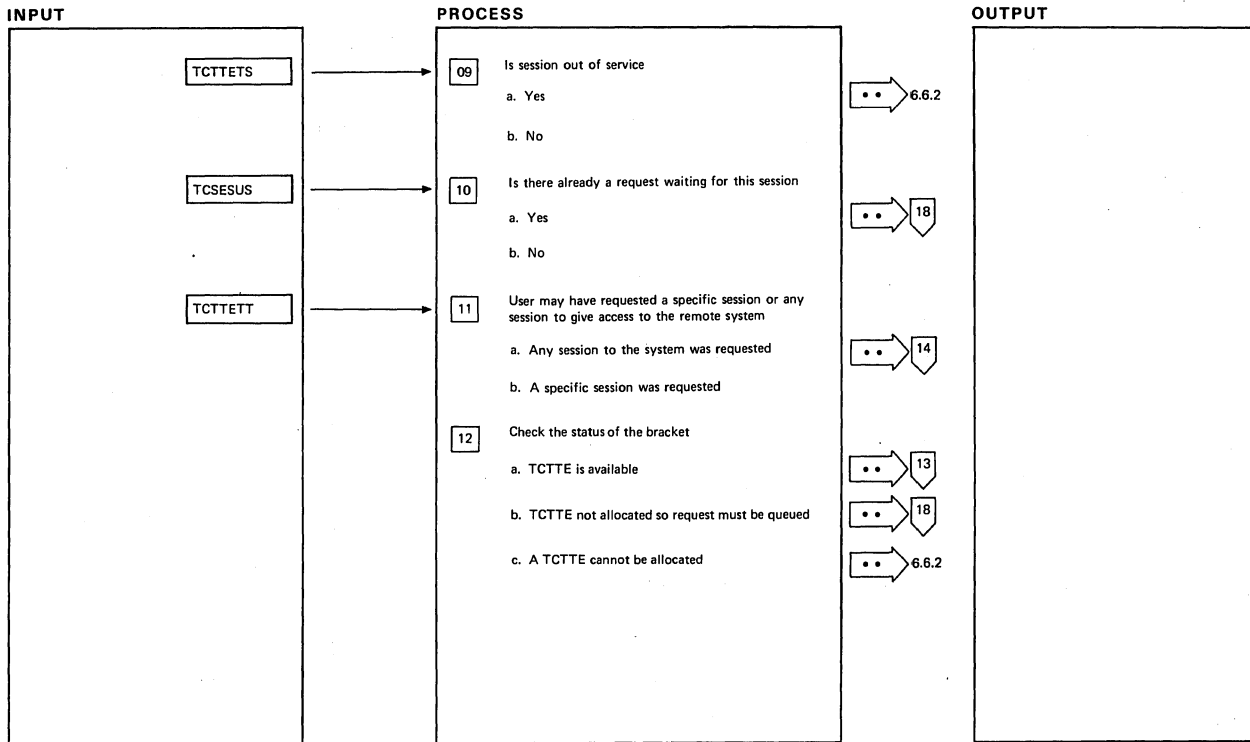 INPUT
PROCESS
OUTPUT
TCTTETS
09
Is session out of service
a. Yes
6.6.2
b. No
TCSESUS
10
Is there already a request waiting for this session
a. Yes
18
b. No
TCTTETT
11
User may have requested a specific session or any
session to give access to the remote system
a. Any session to the system was requested
14
b. A specific session was requested
12
Check the status of the bracket
a. TCTTE is available
13
b. TCTTE not allocated so request must be queued
18
c. A TCTTE cannot be allocated
6.6.2